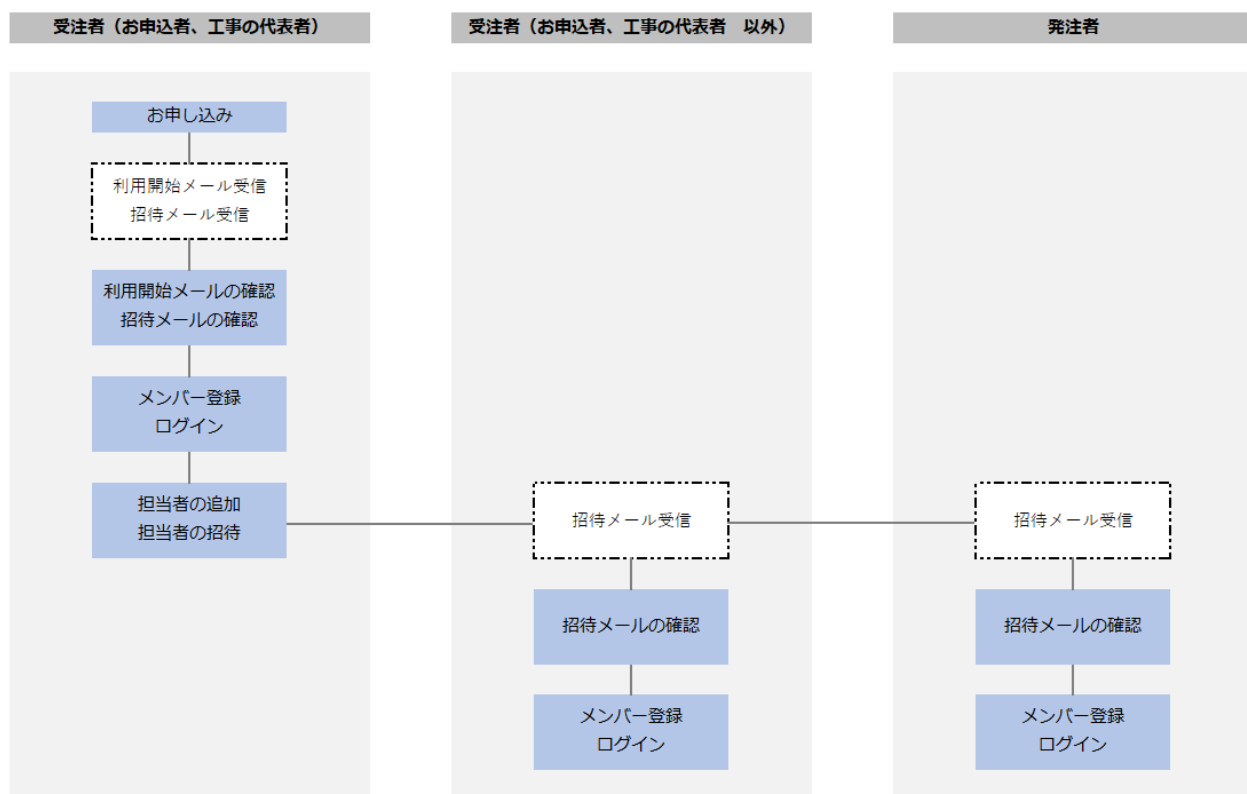 受注者（お申込者、工事の代表者）
受注者（お申込者、工事の代表者　以外）
発注者
お申し込み
利用開始メール受信
招待メール受信
利用開始メールの確認
招待メールの確認
メンバー登録
ログイン
担当者の追加
担当者の招待
招待メール受信
招待メールの確認
メンバー登録
ログイン
招待メール受信
招待メールの確認
メンバー登録
ログイン